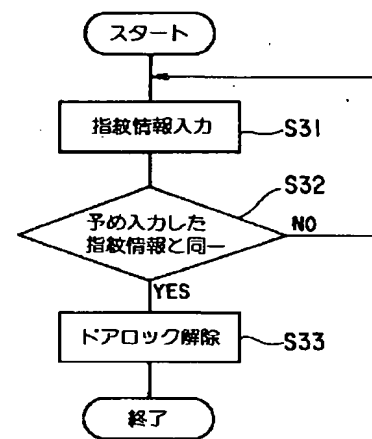 スタート
指紋情報入力
S31
S32
予め入力した
指紋情報と同一
NO
YES
ドアロック解除
S33
終了